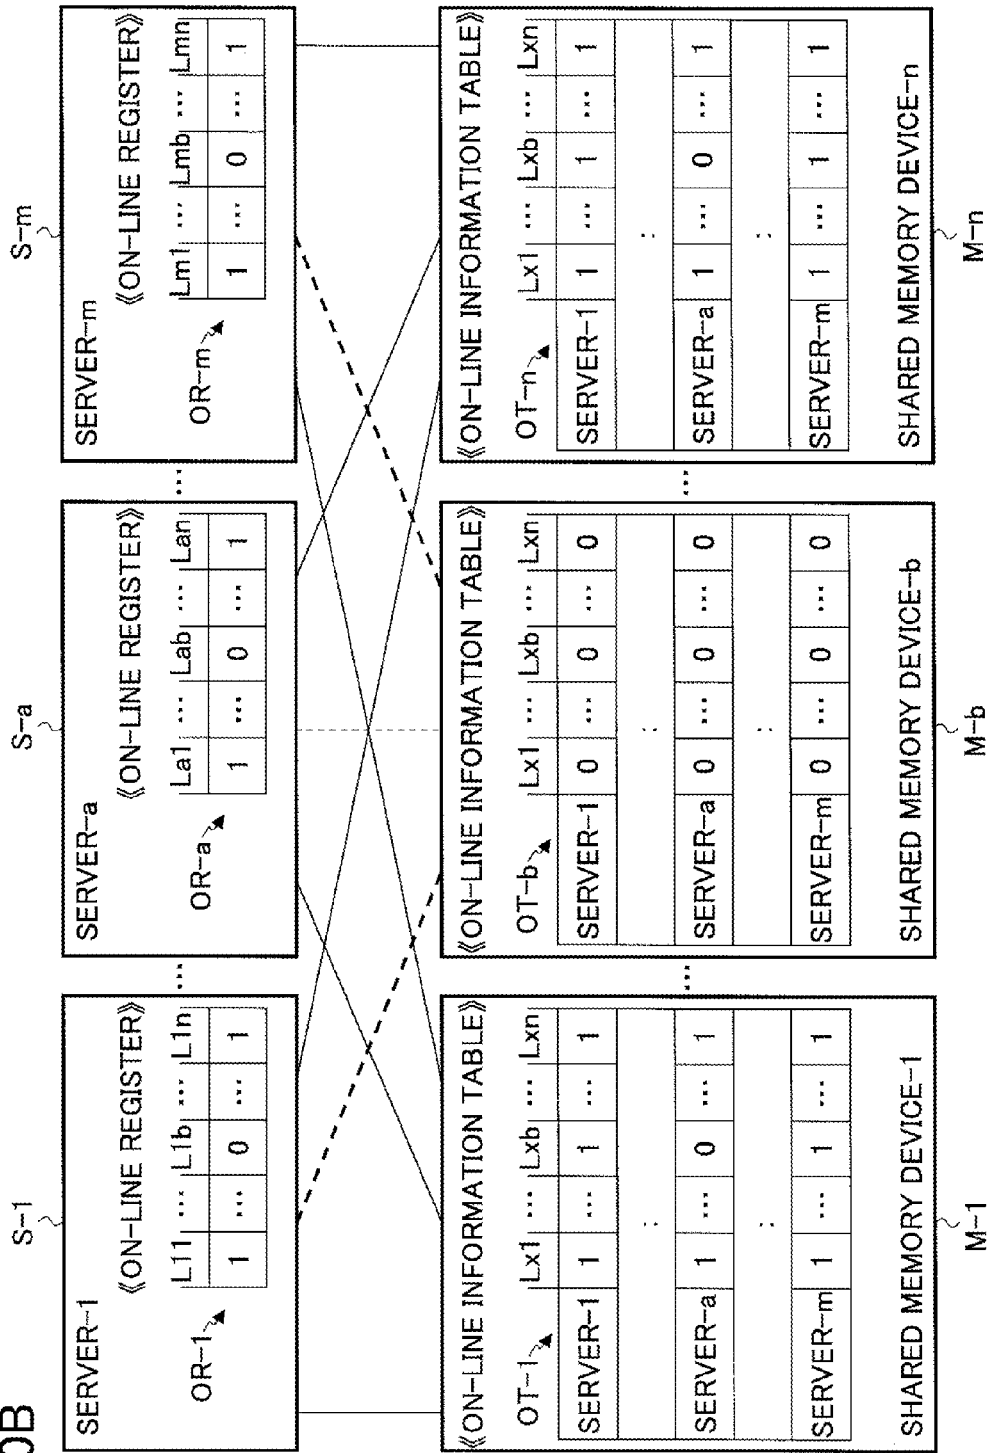 0B
S-1
SERVER-1
《ON-LINE REGISTER》
L11 ... L1b ... L1n
OR-1
1 ... 0 ... 1
...
S-a
SERVER-a
《ON-LINE REGISTER》
La1 ... Lab ... Lan
OR-a
1 ... 0 ... 1
...
S-m
SERVER-m
《ON-LINE REGISTER》
Lm1 ... Lmb ... Lmn
OR-m
1 ... 0 ... 1
《ON-LINE INFORMATION TABLE》
OT-1
Lx1 ... Lxb ... Lxn
SERVER-1 1 ... 1 ... 1
:
SERVER-a 1 ... 0 ... 1
:
SERVER-m 1 ... 1 ... 1
SHARED MEMORY DEVICE-1
M-1
...
《ON-LINE INFORMATION TABLE》
OT-b
Lx1 ... Lxb ... Lxn
SERVER-1 0 ... 0 ... 0
:
SERVER-a 0 ... 0 ... 0
:
SERVER-m 0 ... 0 ... 0
SHARED MEMORY DEVICE-b
M-b
...
《ON-LINE INFORMATION TABLE》
OT-n
Lx1 ... Lxb ... Lxn
SERVER-1 1 ... 1 ... 1
:
SERVER-a 1 ... 0 ... 1
:
SERVER-m 1 ... 1 ... 1
SHARED MEMORY DEVICE-n
M-n